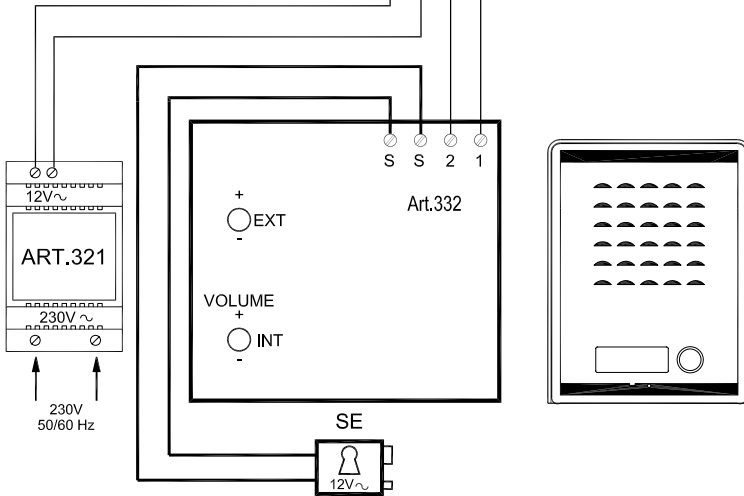 S S 2 1
12V~
+
EXT
-
Art.332
ART.321
VOLUME
+
INT
-
230V ~
230V
50/60 Hz
SE
12V~